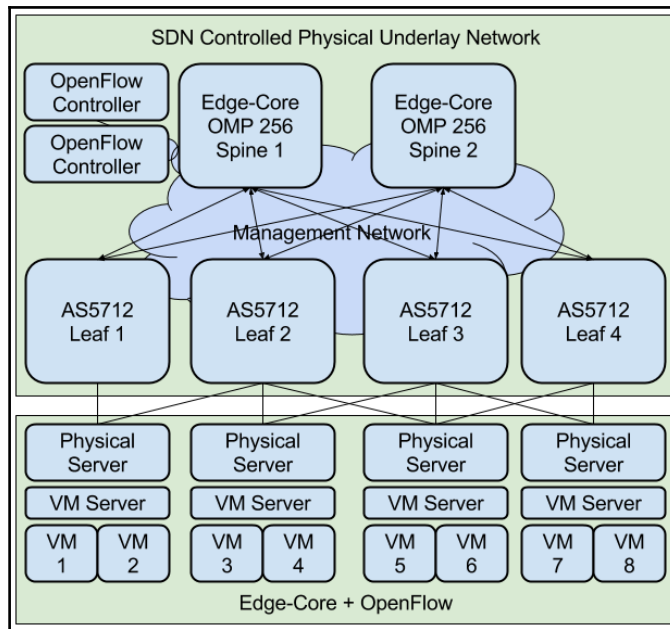 SDN Controlled Physical Underlay Network
OpenFlow
Controller
OpenFlow
Controller
Edge-Core
OMP 256
Spine 1
Edge-Core
OMP 256
Spine 2
Management Network
AS5712
Leaf 1
AS5712
Leaf 2
AS5712
Leaf 3
AS5712
Leaf 4
Physical
Server
Physical
Server
Physical
Server
Physical
Server
VM Server
VM Server
VM Server
VM Server
VM
1
VM
2
VM
3
VM
4
VM
5
VM
6
VM
7
VM
8
Edge-Core + OpenFlow